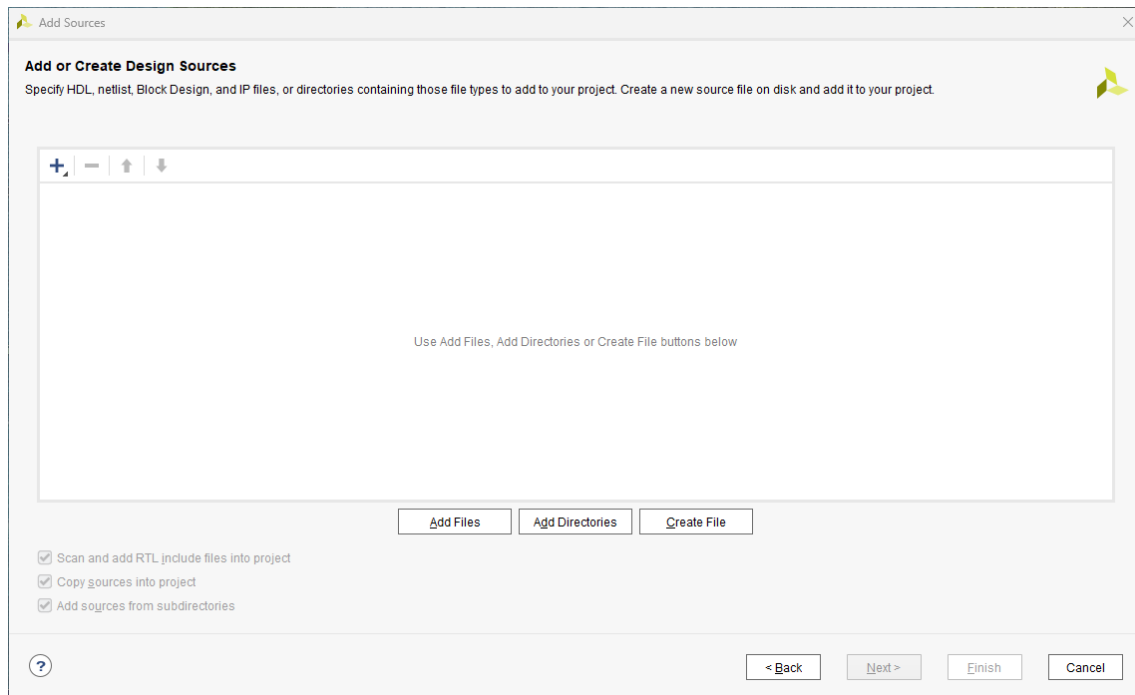 Add Sources
Add or Create Design Sources
Specify HDL, netlist, Block Design, and IP files, or directories containing those file types to add to your project. Create a new source file on disk and add it to your project.
Use Add Files, Add Directories or Create File buttons below
Add Files Add Directories Create File
Scan and add RTL include files into project
Copy sources into project
Add sources from subdirectories
? < Back Next > Finish Cancel